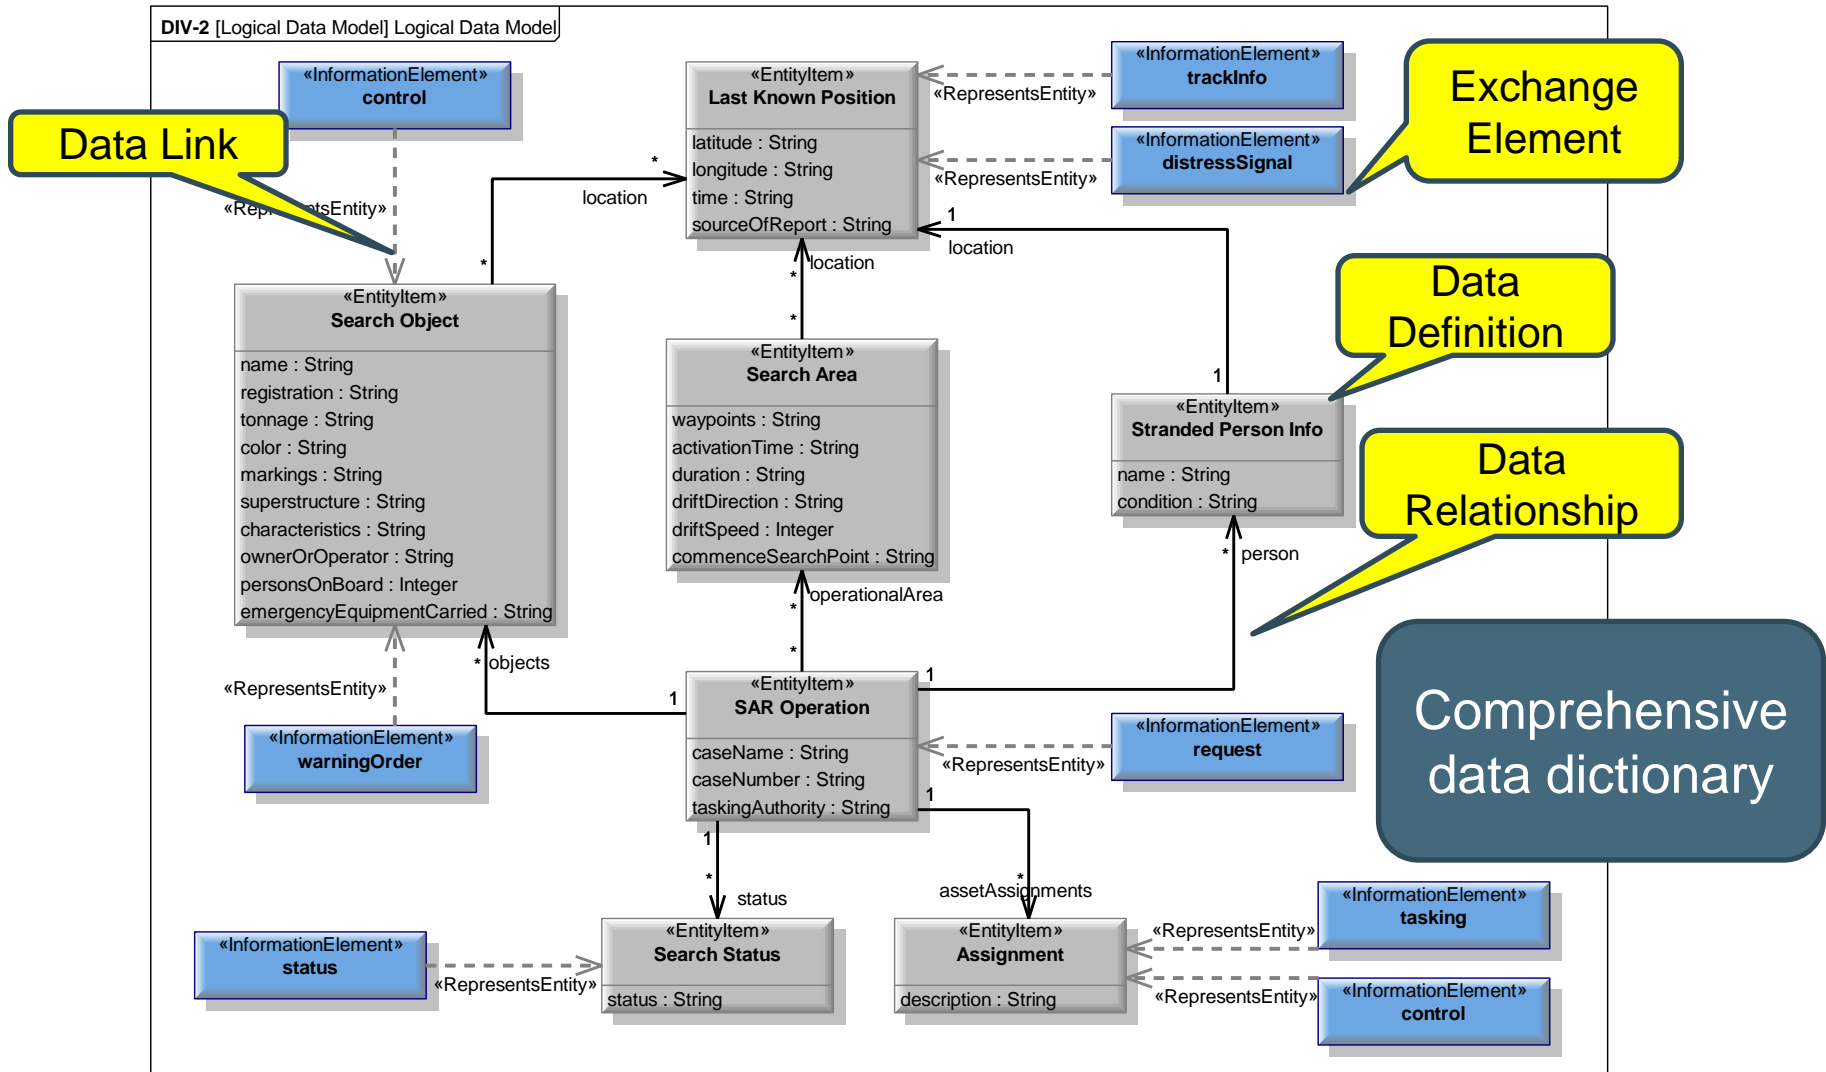 DIV-2 [Logical Data Model] Logical Data Model
«InformationElement»
control
Data Link
«RepresentsEntity»
«EntityItem»
Last Known Position
latitude : String
longitude : String
time : String
sourceOfReport : String
«InformationElement»
trackInfo
«RepresentsEntity»
«InformationElement»
distressSignal
«RepresentsEntity»
Exchange
Element
*
location
*
1
location
location
*
*
1
Data
Definition
«EntityItem»
Search Object
name : String
registration : String
tonnage : String
color : String
markings : String
superstructure : String
characteristics : String
ownerOrOperator : String
personsOnBoard : Integer
emergencyEquipmentCarried : String
«EntityItem»
Search Area
waypoints : String
activationTime : String
duration : String
driftDirection : String
driftSpeed : Integer
commenceSearchPoint : String
«EntityItem»
Stranded Person Info
name : String
condition : String
Data
Relationship
* person
operationalArea
*
*
* objects
1
1
«RepresentsEntity»
«InformationElement»
warningOrder
«EntityItem»
SAR Operation
caseName : String
caseNumber : String
taskingAuthority : String
«InformationElement»
request
«RepresentsEntity»
Comprehensive
data dictionary
1
*
status
1
*
assetAssignments
«InformationElement»
status
«RepresentsEntity»
«EntityItem»
Search Status
status : String
«EntityItem»
Assignment
description : String
«InformationElement»
tasking
«RepresentsEntity»
«InformationElement»
control
«RepresentsEntity»